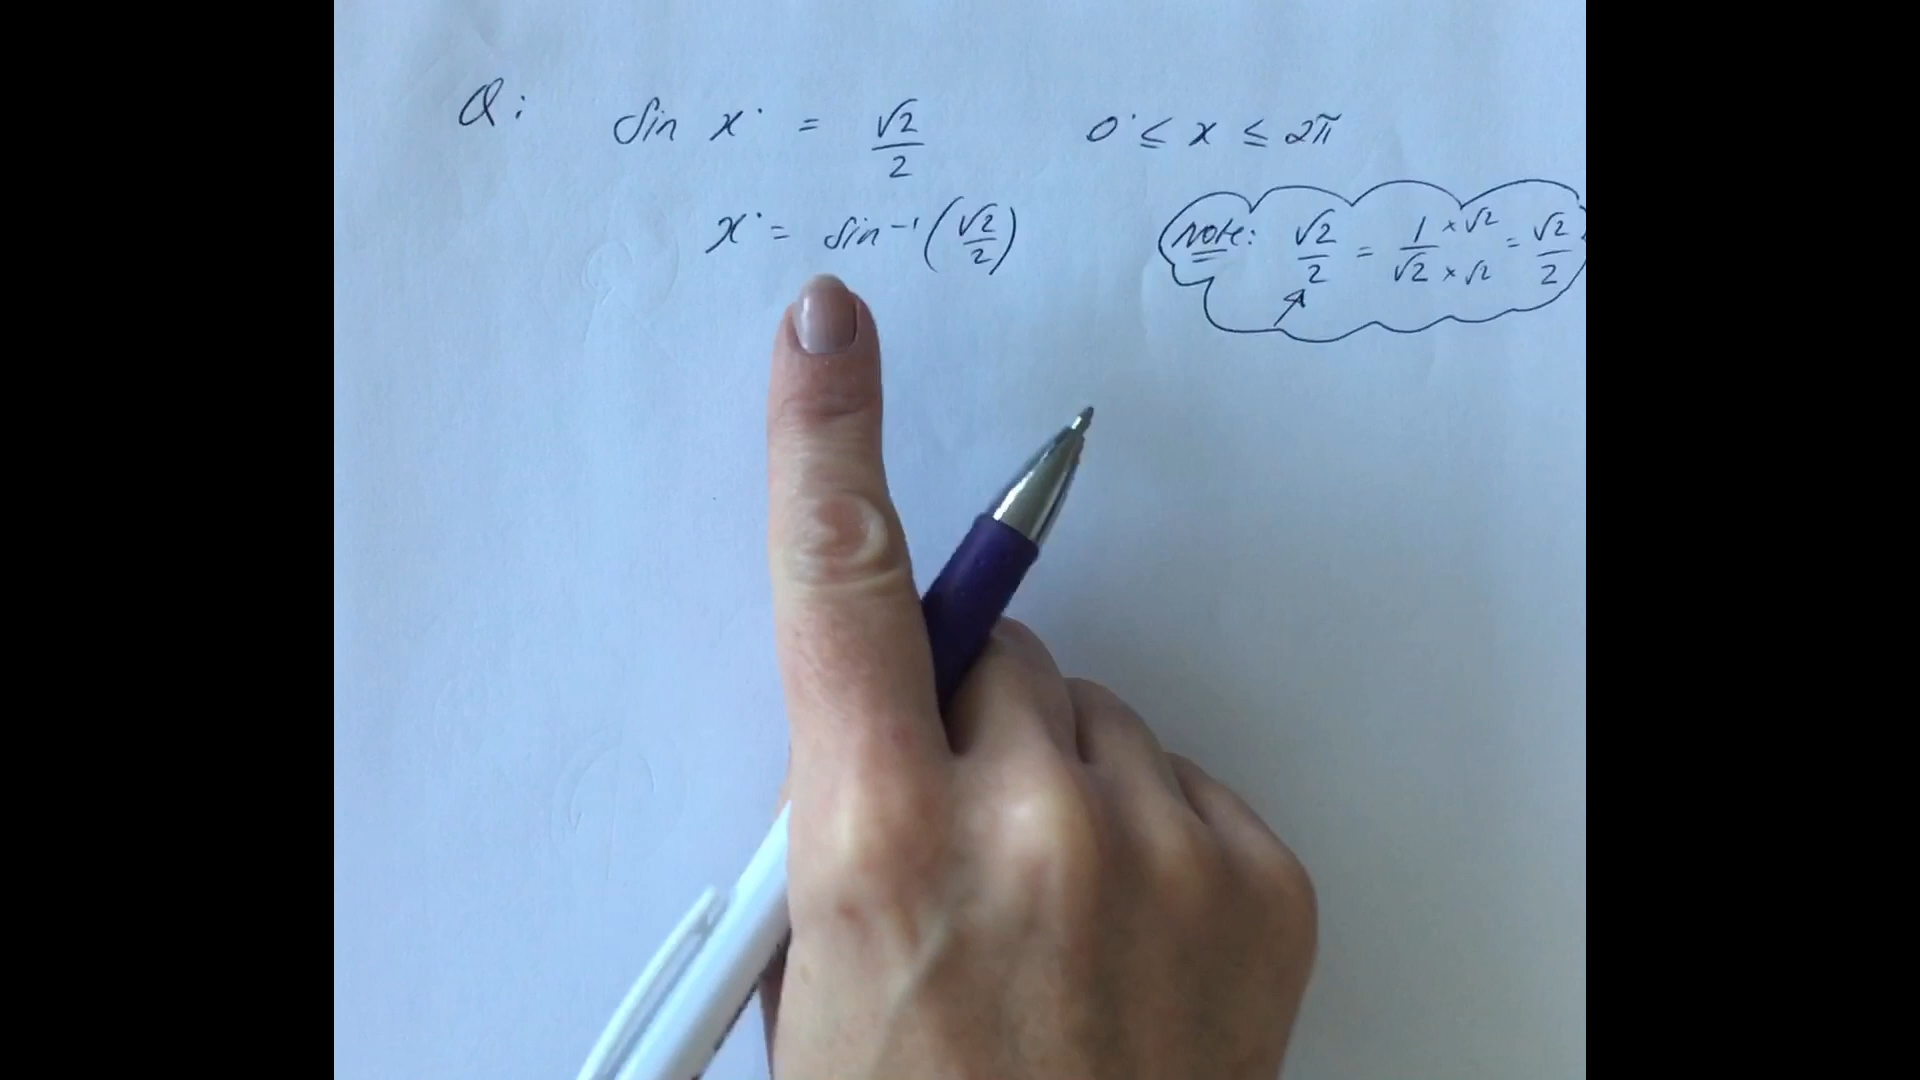 Q: sin x = √2/2 0 ≤ x ≤ 2π
x = sin⁻¹(√2/2)
Note: √2/2 = 1/√2 × √2/√2 = √2/2